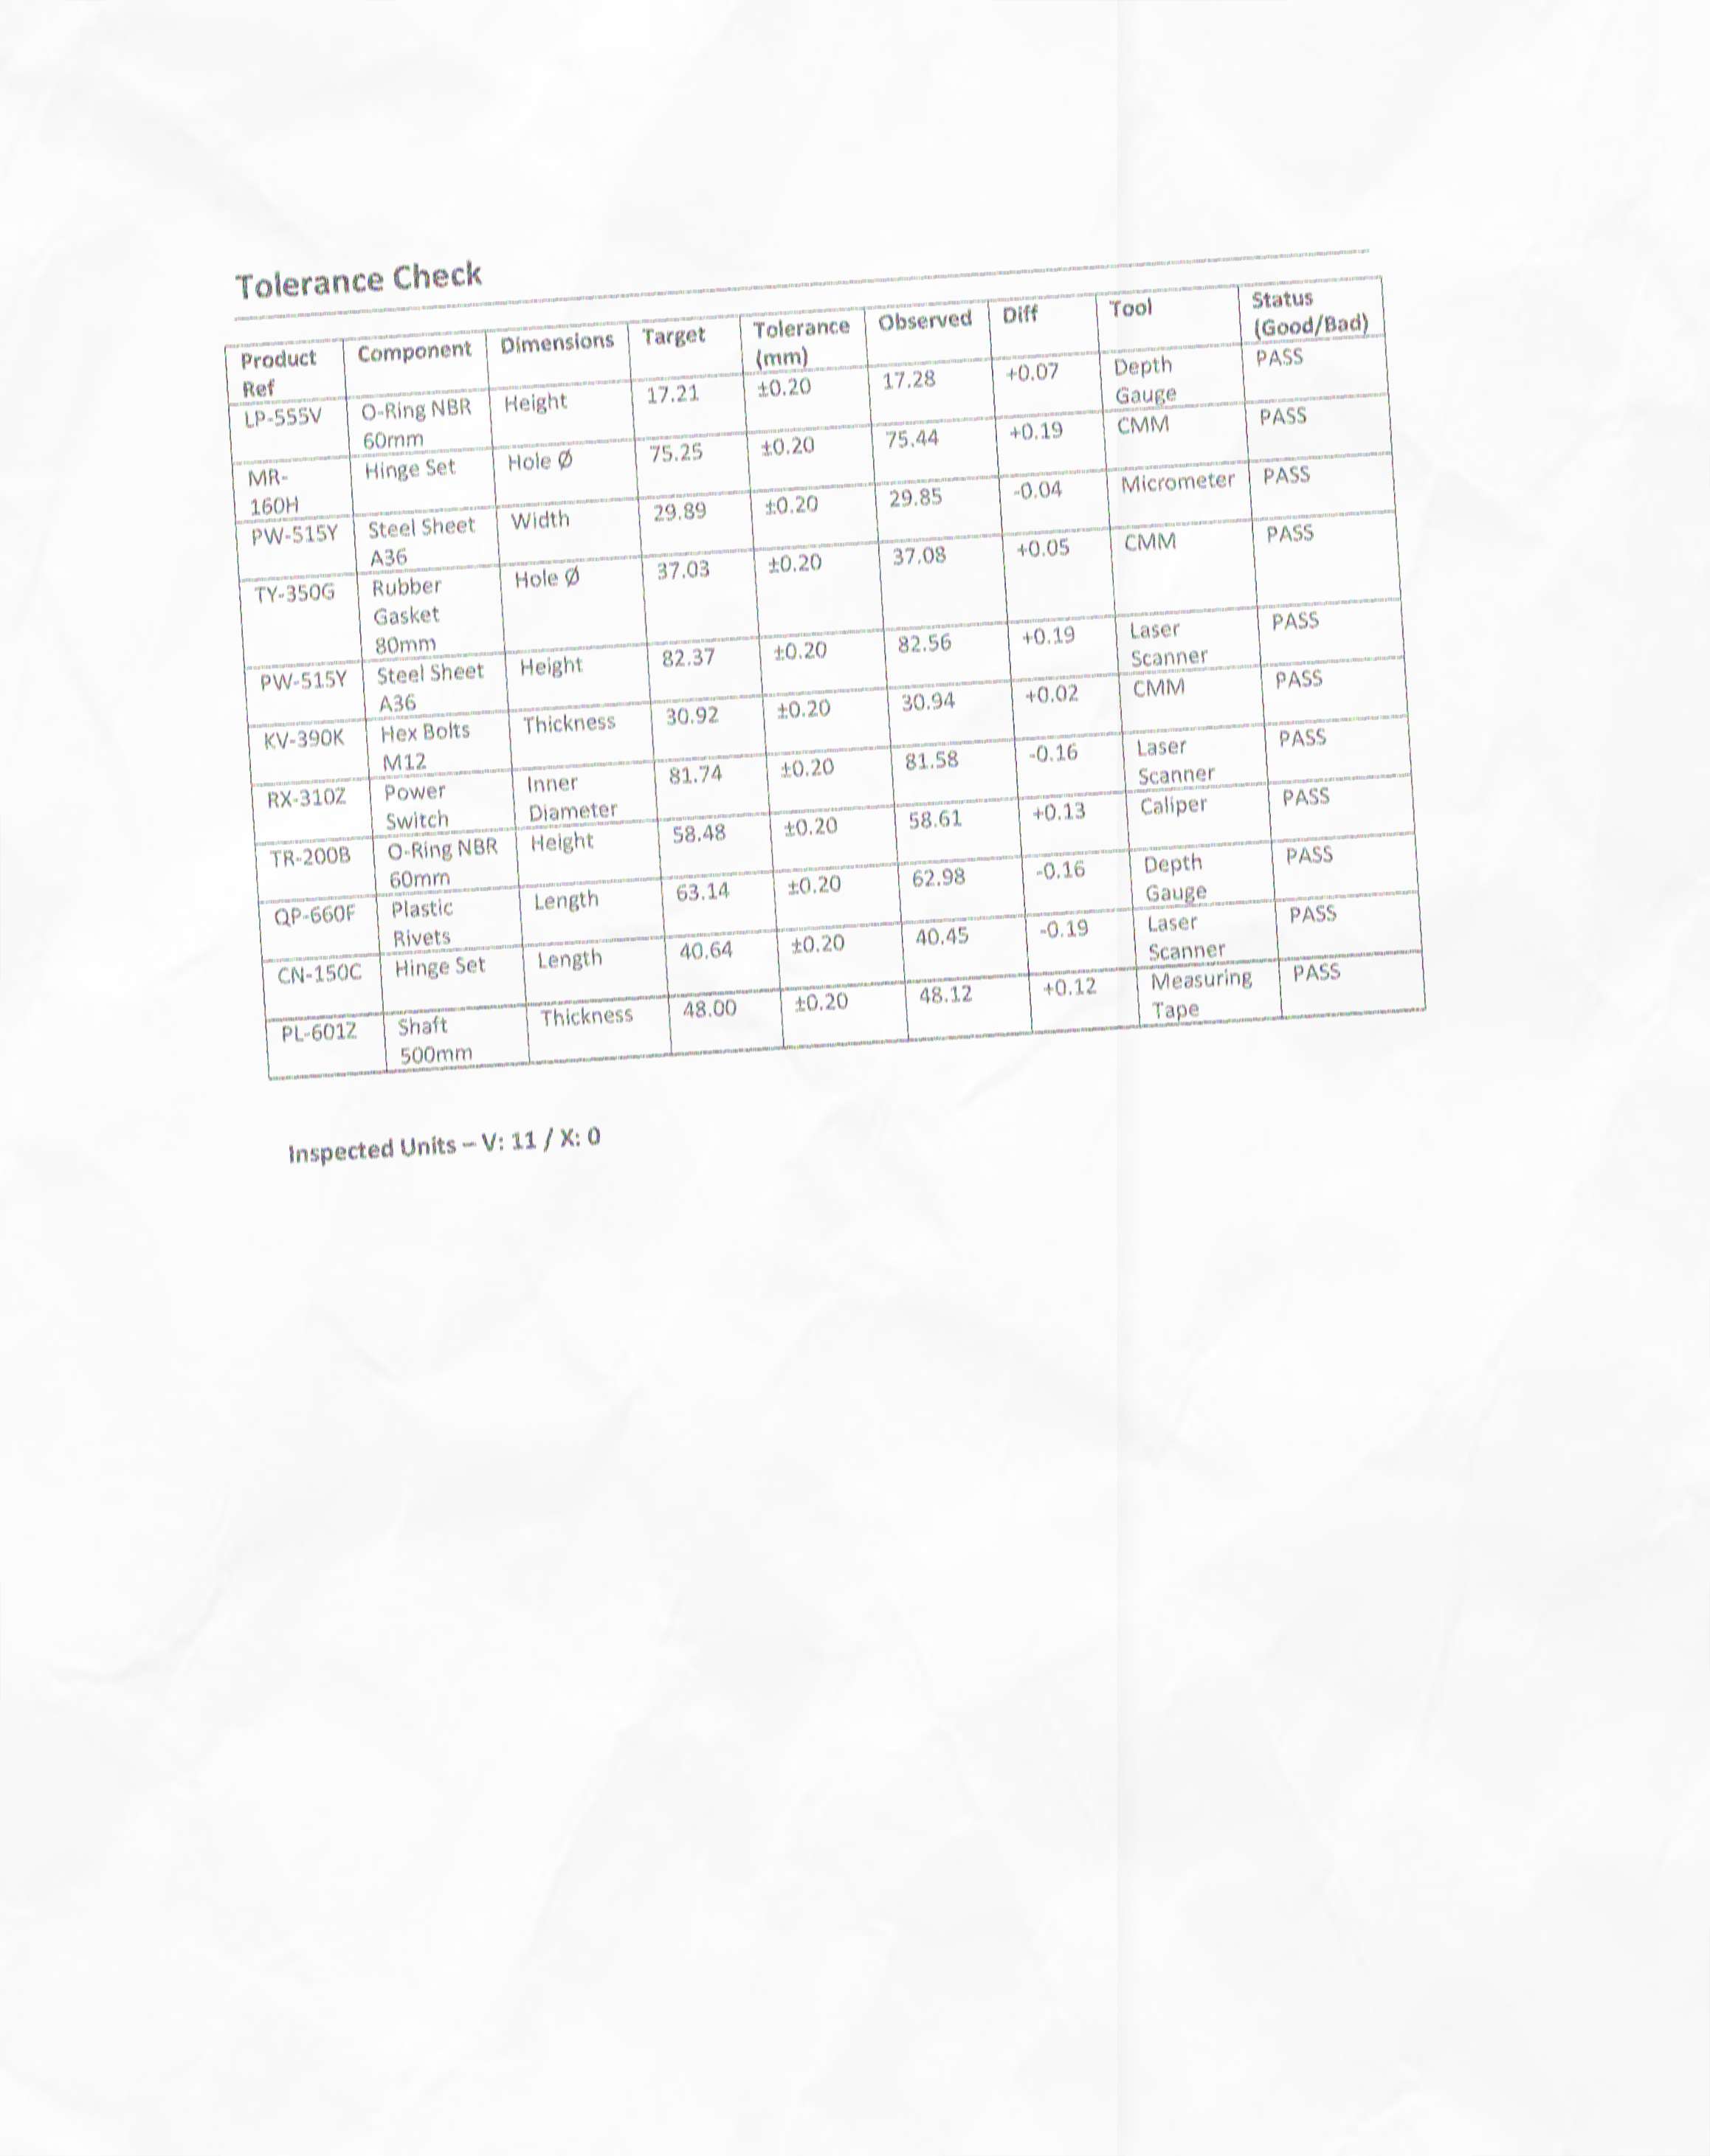 Tolerance Check
Product Ref Component Dimensions Target Tolerance (mm) Observed Diff Tool Status (Good/Bad)
LP-555V O-Ring NBR 60mm Height 17.21 ±0.20 17.28 +0.07 Depth Gauge PASS
MR-160H Hinge Set Hole Ø 75.25 ±0.20 75.44 +0.19 CMM PASS
PW-515Y Steel Sheet A36 Width 29.89 ±0.20 29.85 -0.04 Micrometer PASS
TY-350G Rubber Gasket 80mm Hole Ø 37.03 ±0.20 37.08 +0.05 CMM PASS
PW-515Y Steel Sheet A36 Height 82.37 ±0.20 82.56 +0.19 Laser Scanner PASS
KV-390K Hex Bolts M12 Thickness 30.92 ±0.20 30.94 +0.02 CMM PASS
RX-310Z Power Switch Inner Diameter 81.74 ±0.20 81.58 -0.16 Laser Scanner PASS
TR-200B O-Ring NBR 60mm Height 58.48 ±0.20 58.61 +0.13 Caliper PASS
QP-660F Plastic Rivets Length 63.14 ±0.20 62.98 -0.16 Depth Gauge PASS
CN-150C Hinge Set Length 40.64 ±0.20 40.45 -0.19 Laser Scanner PASS
PL-601Z Shaft 500mm Thickness 48.00 ±0.20 48.12 +0.12 Measuring Tape PASS
Inspected Units – V: 11 / X: 0